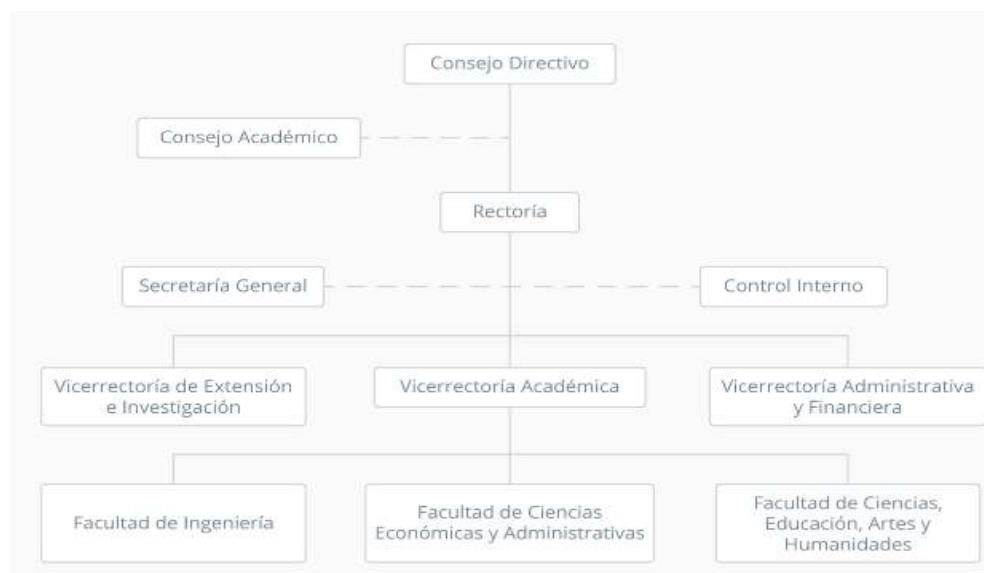 Consejo Directivo
Consejo Académico
Rectoría
Secretaría General
Control Interno
Vicerrectoría de Extensión
e Investigación
Vicerrectoría Académica
Vicerrectoría Administrativa
y Financiera
Facultad de Ingeniería
Facultad de Ciencias
Económicas y Administrativas
Facultad de Ciencias,
Educación, Artes y
Humanidades